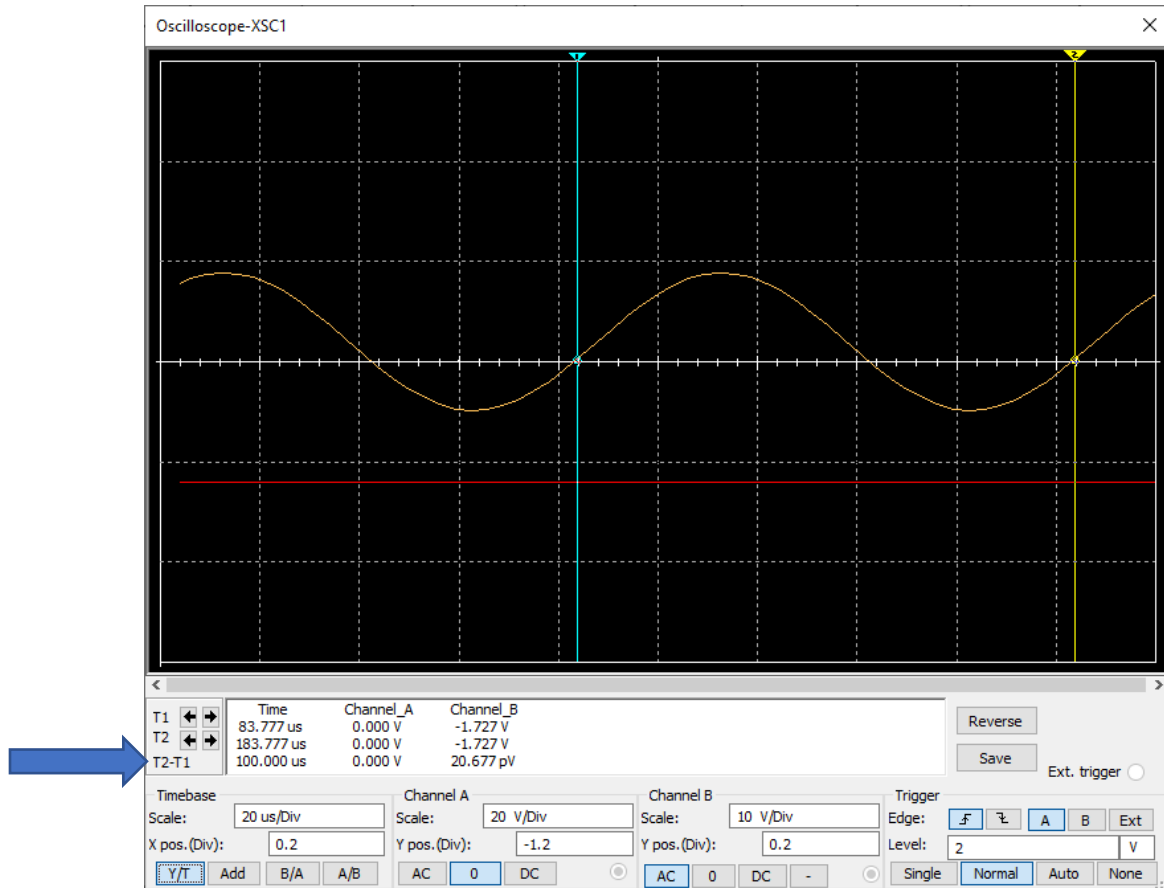 Oscilloscope-XSC1
1 2
T1
T2
T2-T1
Time Channel_A Channel_B
83.777 us 0.000 V -1.727 V
183.777 us 0.000 V -1.727 V
100.000 us 0.000 V 20.677 pV
Reverse
Save
Ext. trigger
Timebase
Scale: 20 us/Div
X pos.(Div): 0.2
Y/T Add B/A A/B
Channel A
Scale: 20 V/Div
Y pos.(Div): -1.2
AC 0 DC
Channel B
Scale: 10 V/Div
Y pos.(Div): 0.2
AC 0 DC -
Trigger
Edge: A B Ext
Level: 2 V
Single Normal Auto None